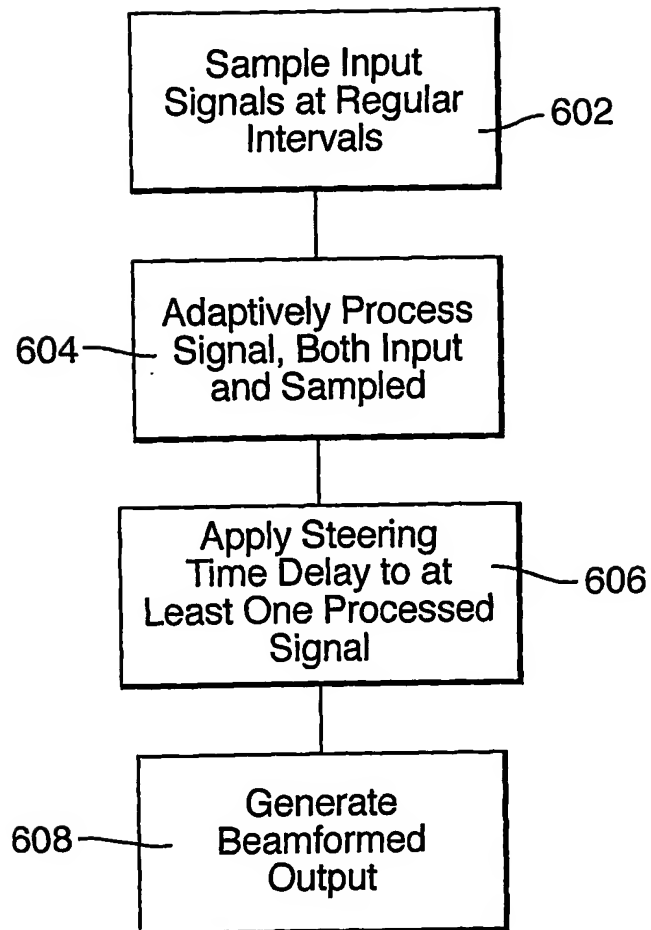 Sample Input
Signals at Regular
Intervals
602
Adaptively Process
Signal, Both Input
and Sampled
604
Apply Steering
Time Delay to at
Least One Processed
Signal
606
Generate
Beamformed
Output
608